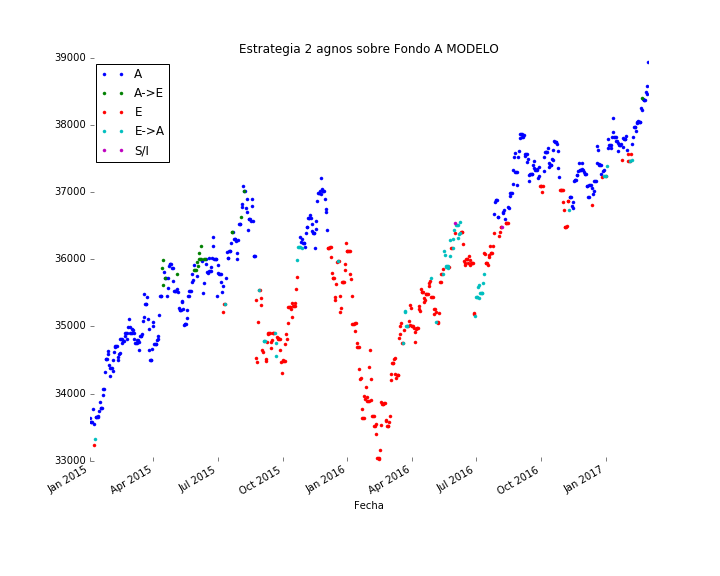 Estrategia 2 agnos sobre Fondo A MODELO
39000
38000
37000
36000
35000
34000
33000
A
A->E
E
E->A
S/I
Jan 2015
Apr 2015
Jul 2015
Oct 2015
Jan 2016
Apr 2016
Jul 2016
Oct 2016
Jan 2017
Fecha